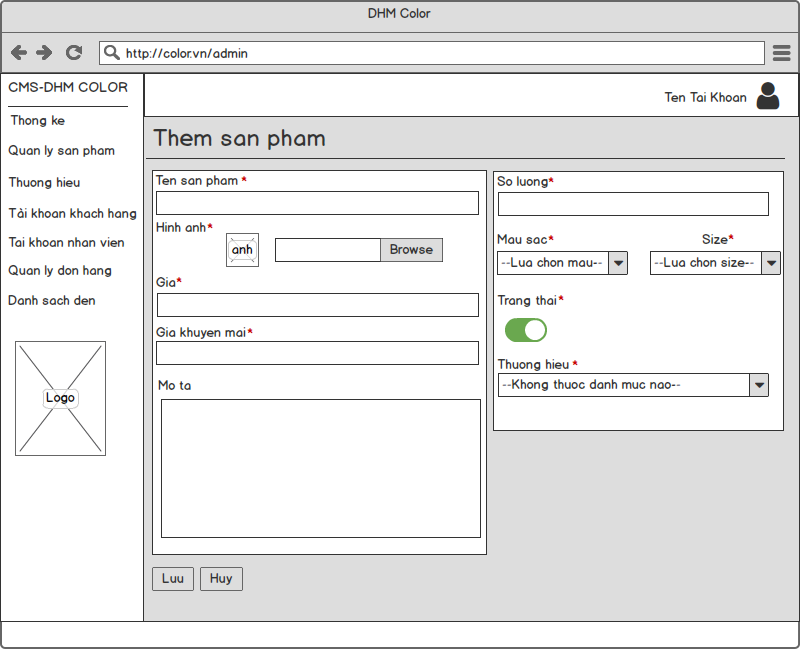 DHM Color
http://color.vn/admin
CMS-DHM COLOR
Thong ke
Quan ly san pham
Thuong hieu
Tài khoan khach hang
Tai khoan nhan vien
Quan ly don hang
Danh sach den
Logo
Ten Tai Khoan
Them san pham
Ten san pham *
Hinh anh*
anh
Browse
Gia*
Gia khuyen mai*
Mo ta
So luong*
Mau sac* Size*
--Lua chon mau-- --Lua chon size--
Trang thai*
Thuong hieu *
--Khong thuoc danh muc nao--
Luu Huy